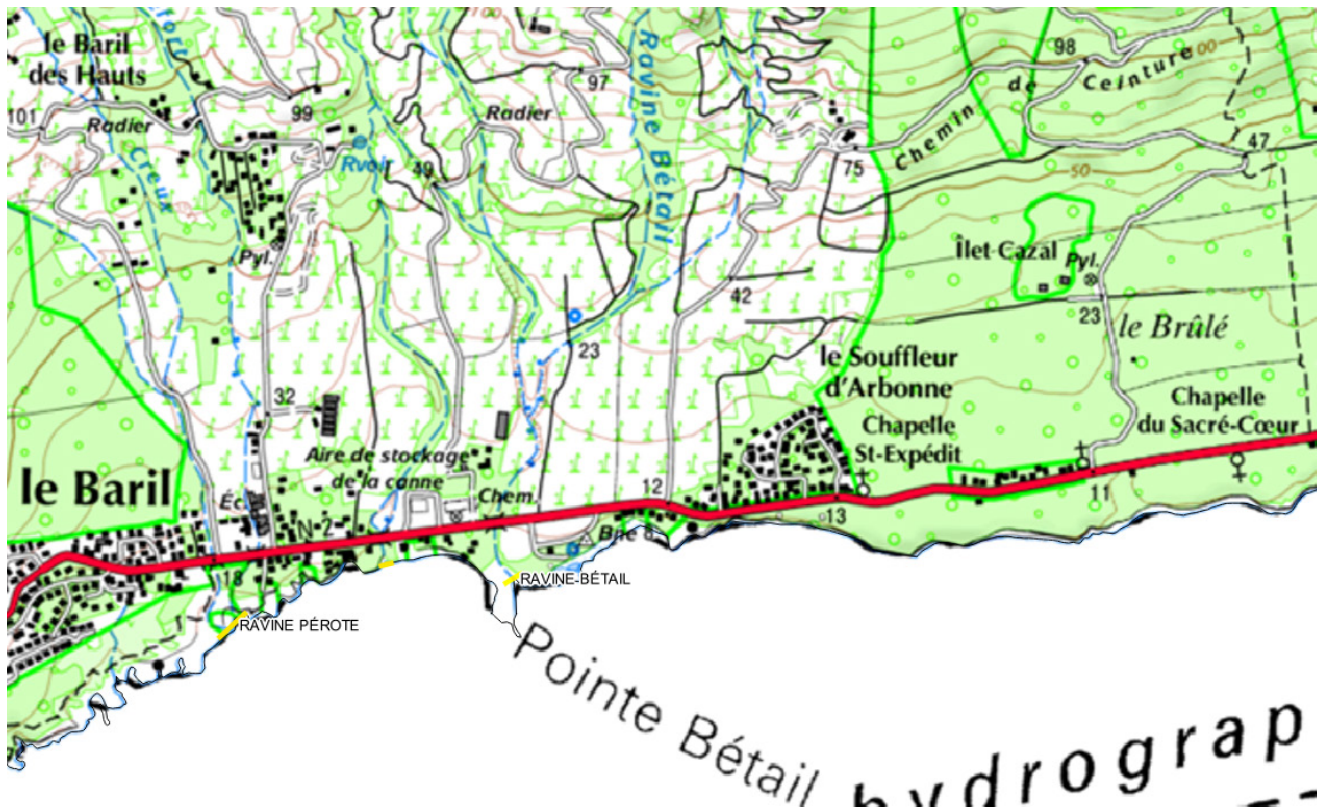 le Baril
des Hauts
100
98
Ceinture
100
de
Chemin
101
Radier
99
Radier
97
Ravine Bétail
Creux
Rvoir
49
75
47
50
Pyl.
Îlet-Cazal
Pyl.
42
23
le Brûlé
23
le Souffleur
d'Arbonne
Chapelle
St-Expédit
Chapelle
du Sacré-Cœur
32
Aire de stockage
de la canne
le Baril
Éc.
Chem.
12
13
11
N 2
Bne
18
RAVINE-BÉTAIL
RAVINE PÉROTE
Pointe Bétail
hydrograp